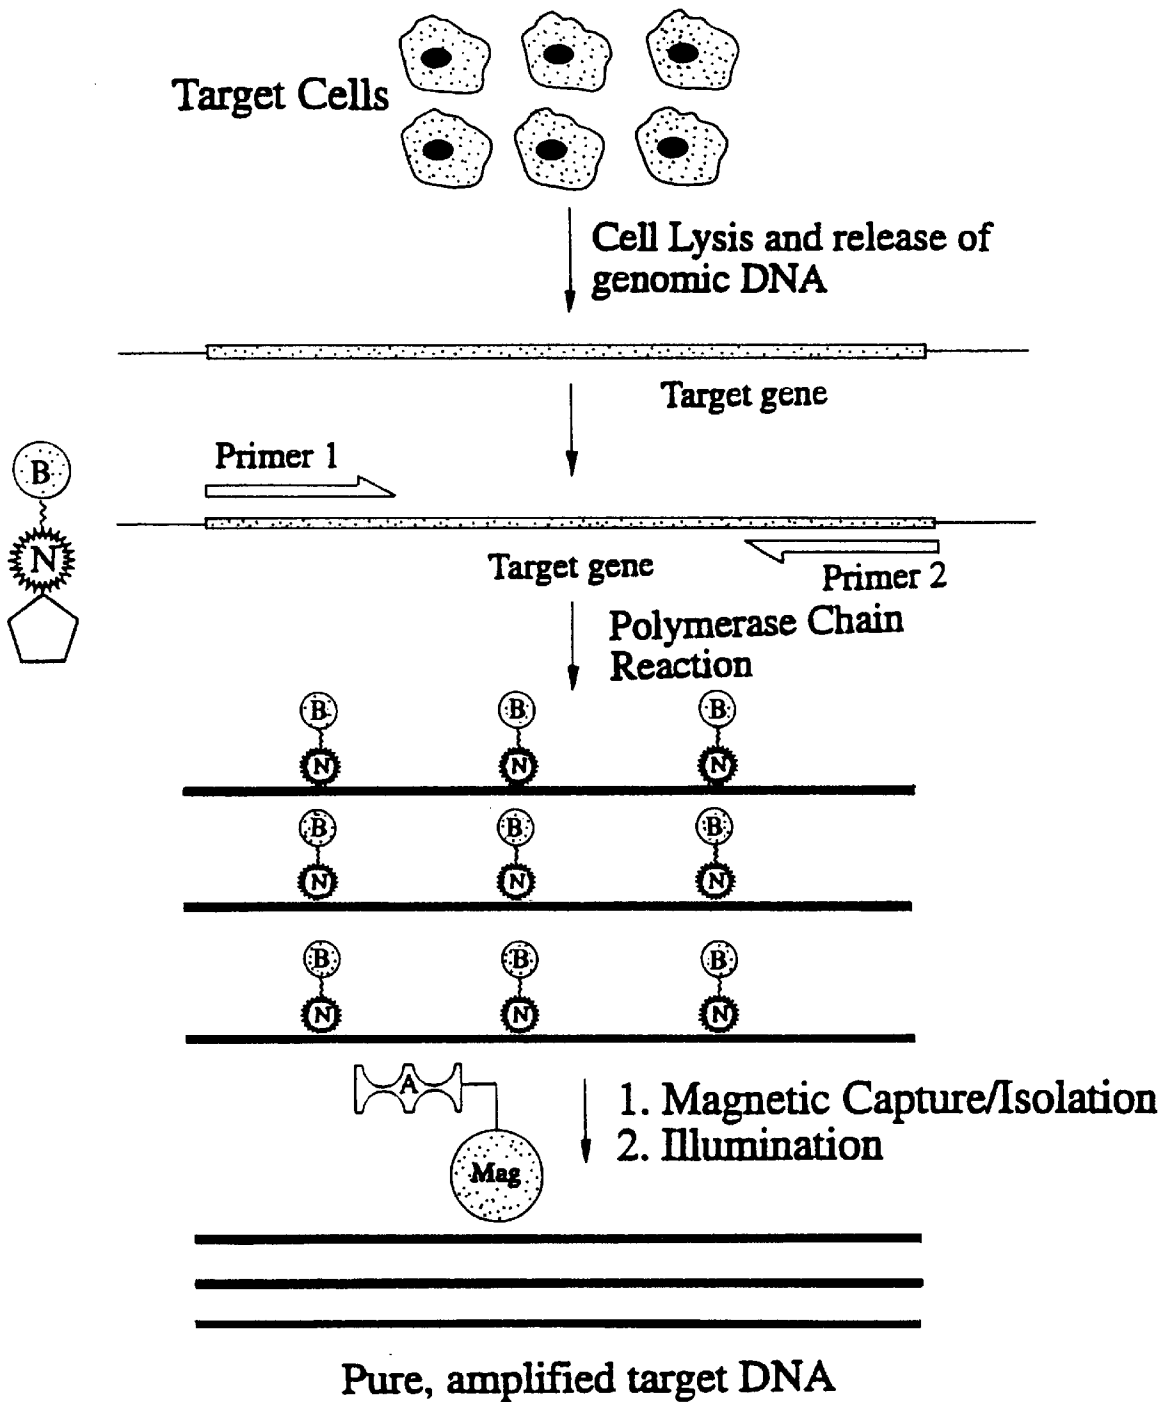 Target Cells
Cell Lysis and release of
genomic DNA
Target gene
Primer 1
B
N
Target gene
Primer 2
Polymerase Chain
Reaction
B B B
N N N
B B B
N N N
B B B
N N N
A
Mag
1. Magnetic Capture/Isolation
2. Illumination
Pure, amplified target DNA